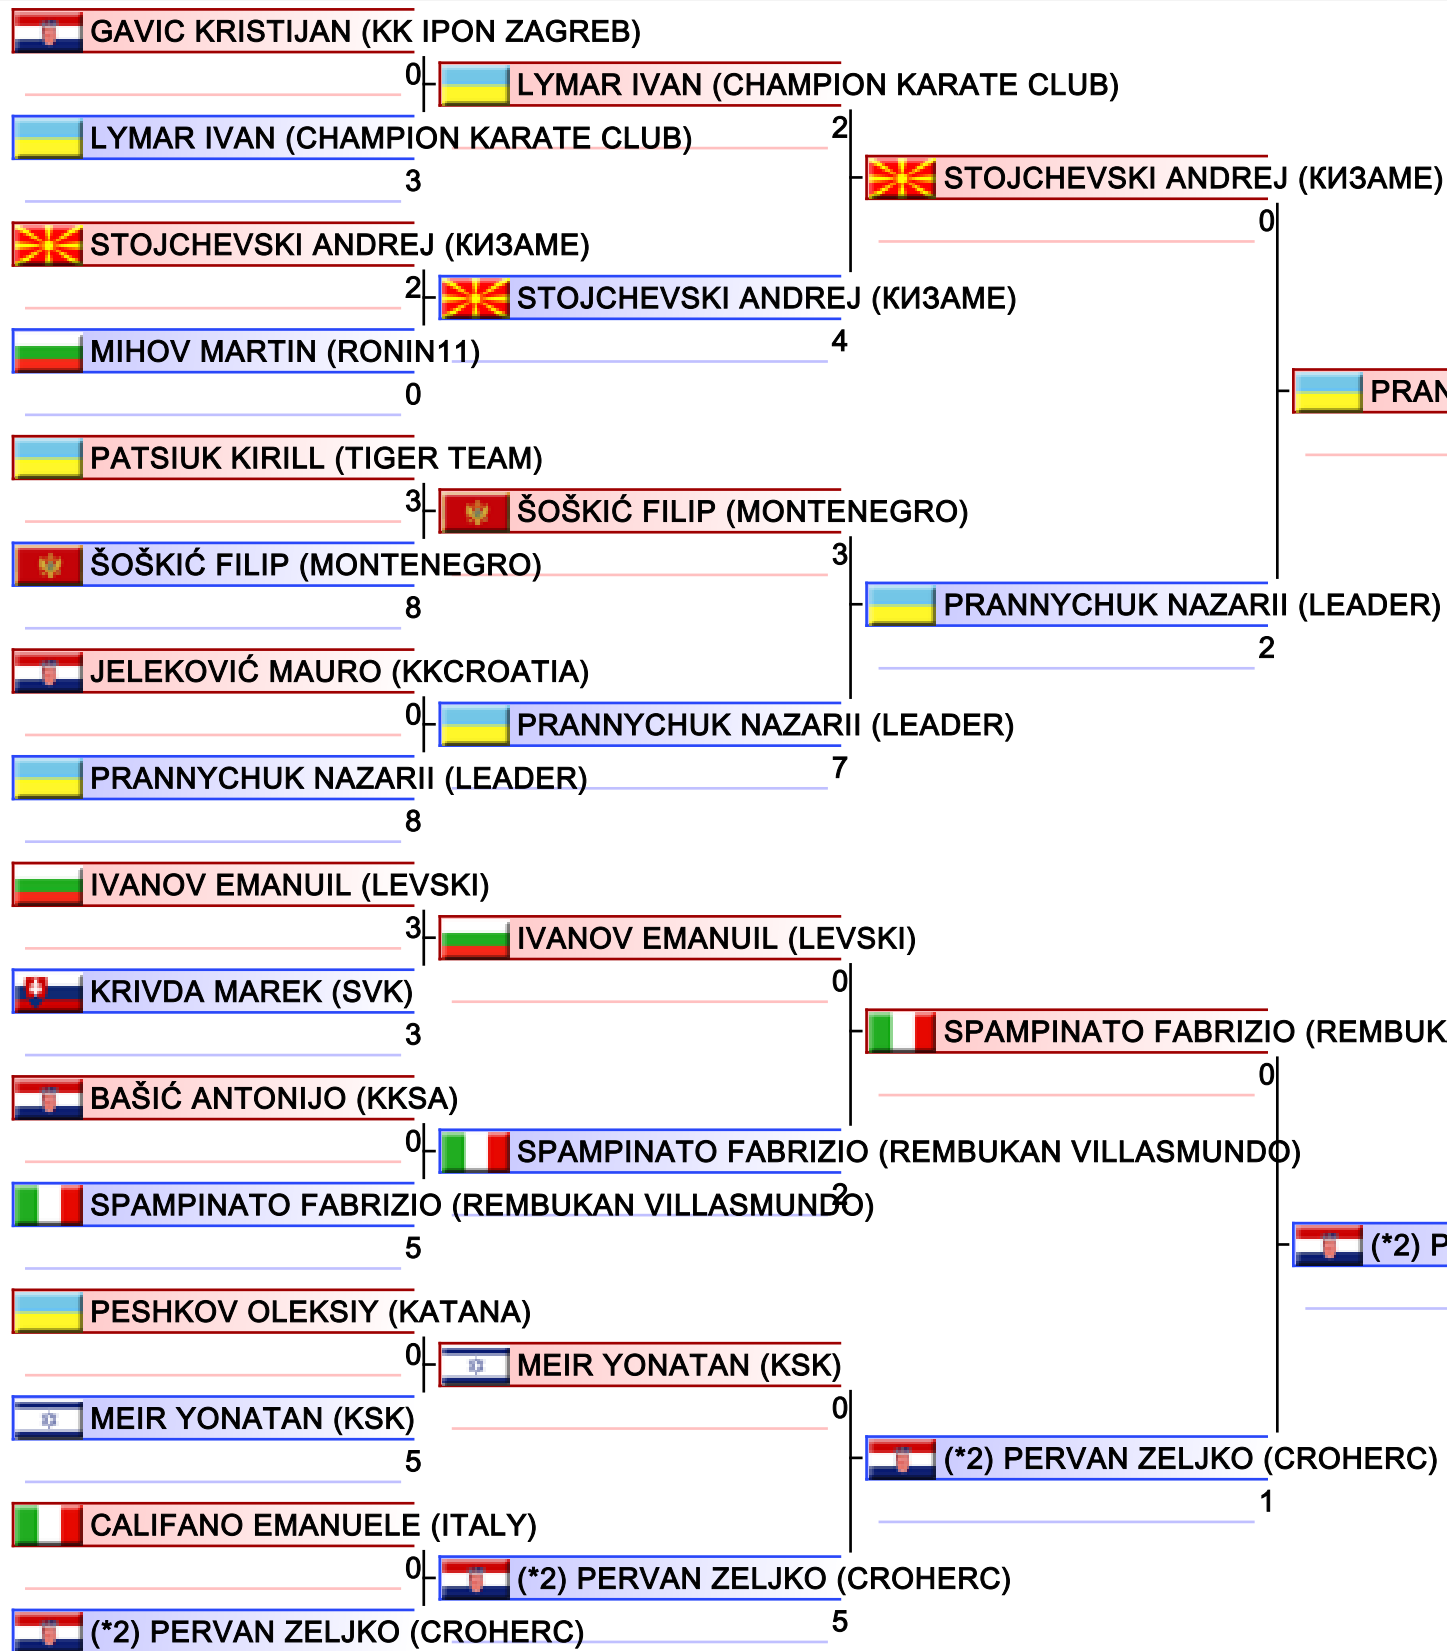 GAVIC KRISTIJAN (KK IPON ZAGREB)
0
LYMAR IVAN (CHAMPION KARATE CLUB)
3
STOJCHEVSKI ANDREJ (КИЗАМЕ)
2
MIHOV MARTIN (RONIN11)
0
PATSIUK KIRILL (TIGER TEAM)
3
ŠOŠKIĆ FILIP (MONTENEGRO)
8
JELEKOVIĆ MAURO (KKCROATIA)
0
PRANNYCHUK NAZARII (LEADER)
8
IVANOV EMANUIL (LEVSKI)
3
KRIVDA MAREK (SVK)
3
BAŠIĆ ANTONIJO (KKSA)
0
SPAMPINATO FABRIZIO (REMBUKAN VILLASMUNDO)
5
PESHKOV OLEKSIY (KATANA)
0
MEIR YONATAN (KSK)
5
CALIFANO EMANUELE (ITALY)
0
(*2) PERVAN ZELJKO (CROHERC)
LYMAR IVAN (CHAMPION KARATE CLUB)
2
STOJCHEVSKI ANDREJ (КИЗАМЕ)
4
ŠOŠKIĆ FILIP (MONTENEGRO)
3
PRANNYCHUK NAZARII (LEADER)
7
IVANOV EMANUIL (LEVSKI)
0
SPAMPINATO FABRIZIO (REMBUKAN VILLASMUNDO)
2
MEIR YONATAN (KSK)
0
(*2) PERVAN ZELJKO (CROHERC)
5
STOJCHEVSKI ANDREJ (КИЗАМЕ)
0
PRANNYCHUK NAZARII (LEADER)
2
SPAMPINATO FABRIZIO (REMBUK
0
(*2) PERVAN ZELJKO (CROHERC)
1
PRAN
(*2) P